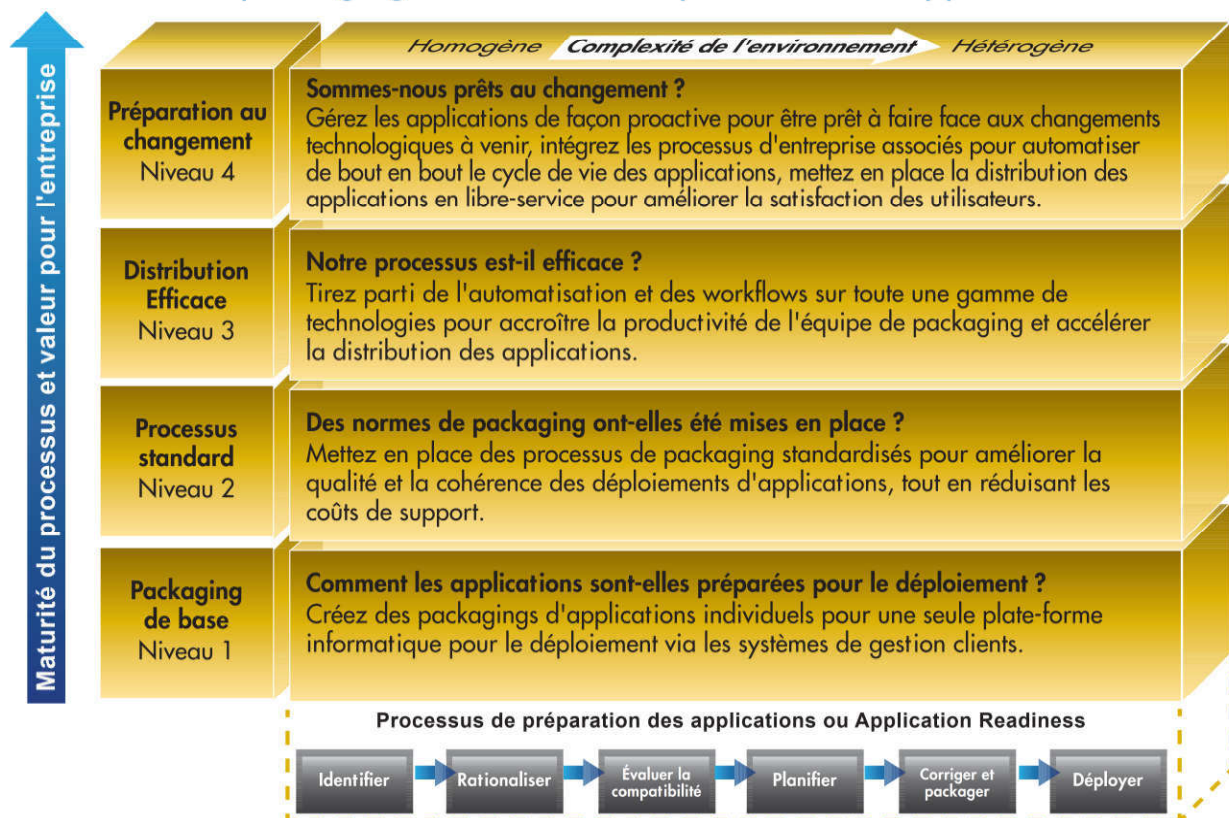 Homogène Complexité de l'environnement Hétérogène
Maturité du processus et valeur pour l'entreprise
Préparation au
changement
Niveau 4
Sommes-nous prêts au changement ?
Gérez les applications de façon proactive pour être prêt à faire face aux changements
technologiques à venir, intégrez les processus d'entreprise associés pour automatiser
de bout en bout le cycle de vie des applications, mettez en place la distribution des
applications en libre-service pour améliorer la satisfaction des utilisateurs.
Distribution
Efficace
Niveau 3
Notre processus est-il efficace ?
Tirez parti de l'automatisation et des workflows sur toute une gamme de
technologies pour accroître la productivité de l'équipe de packaging et accélérer
la distribution des applications.
Processus
standard
Niveau 2
Des normes de packaging ont-elles été mises en place ?
Mettez en place des processus de packaging standardisés pour améliorer la
qualité et la cohérence des déploiements d'applications, tout en réduisant les
coûts de support.
Packaging
de base
Niveau 1
Comment les applications sont-elles préparées pour le déploiement ?
Créez des packagings d'applications individuels pour une seule plate-forme
informatique pour le déploiement via les systèmes de gestion clients.
Processus de préparation des applications ou Application Readiness
Identifier
Rationaliser
Évaluer la
compatibilité
Planifier
Corriger et
packager
Déployer